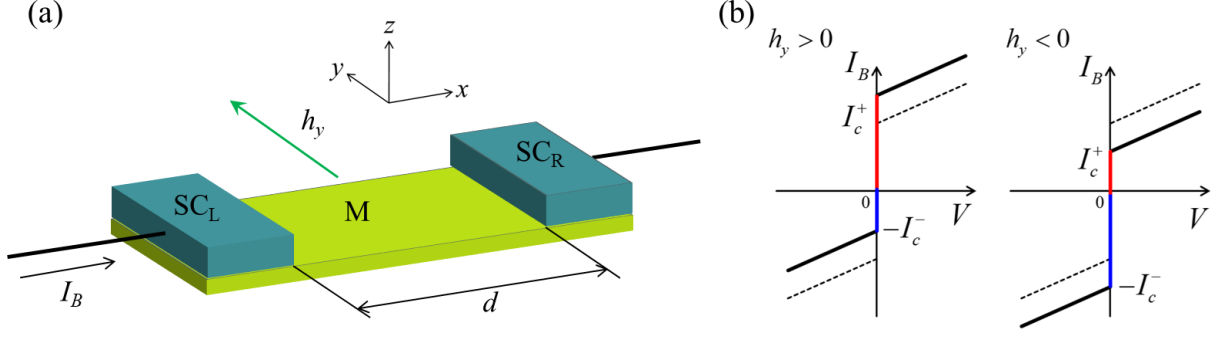 (a)
z
y
x
h_y
SC_L
M
SC_R
I_B
d
(b)
h_y > 0
I_B
I_c^+
0
V
−I_c^-
h_y < 0
I_B
I_c^+
0
V
−I_c^-